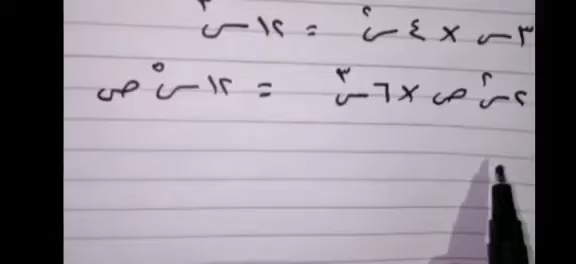 ٣س × ٤س٢ = ١٢س٣
٢س٢ص × ٦س٣ = ١٢س٥ص